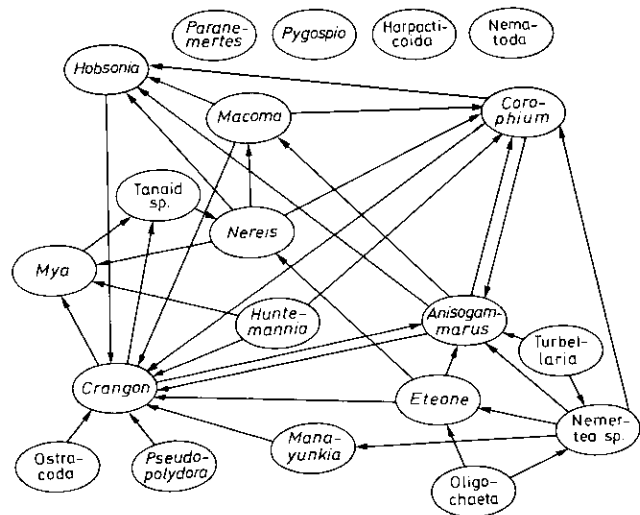 Parane-
mertes
Pygospio
Harpacti-
coida
Nema-
toda
Hobsonia
Macoma
Coro-
phium
Tanaid
sp.
Nereis
Mya
Hunte-
mannia
Anisogam-
marus
Turbel-
laria
Crangon
Eteone
Nemer-
tea sp.
Ostra-
coda
Pseudo-
polydora
Mana-
yunkia
Oligo-
chaeta